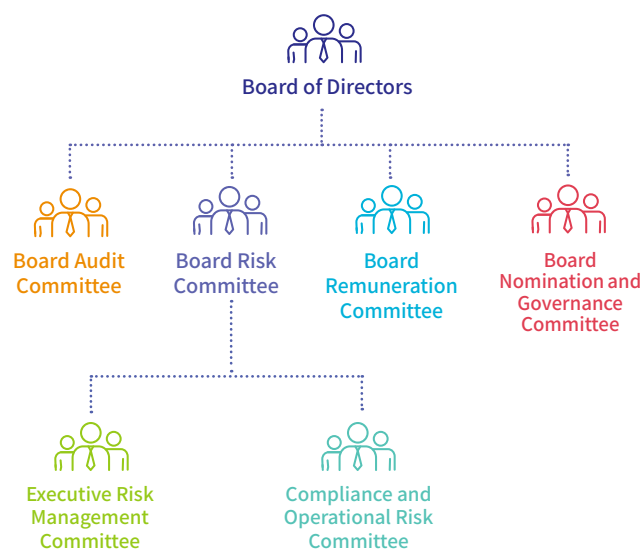 Board of Directors
Board Audit
Committee
Board Risk
Committee
Board
Remuneration
Committee
Board
Nomination and
Governance
Committee
Executive Risk
Management
Committee
Compliance and
Operational Risk
Committee